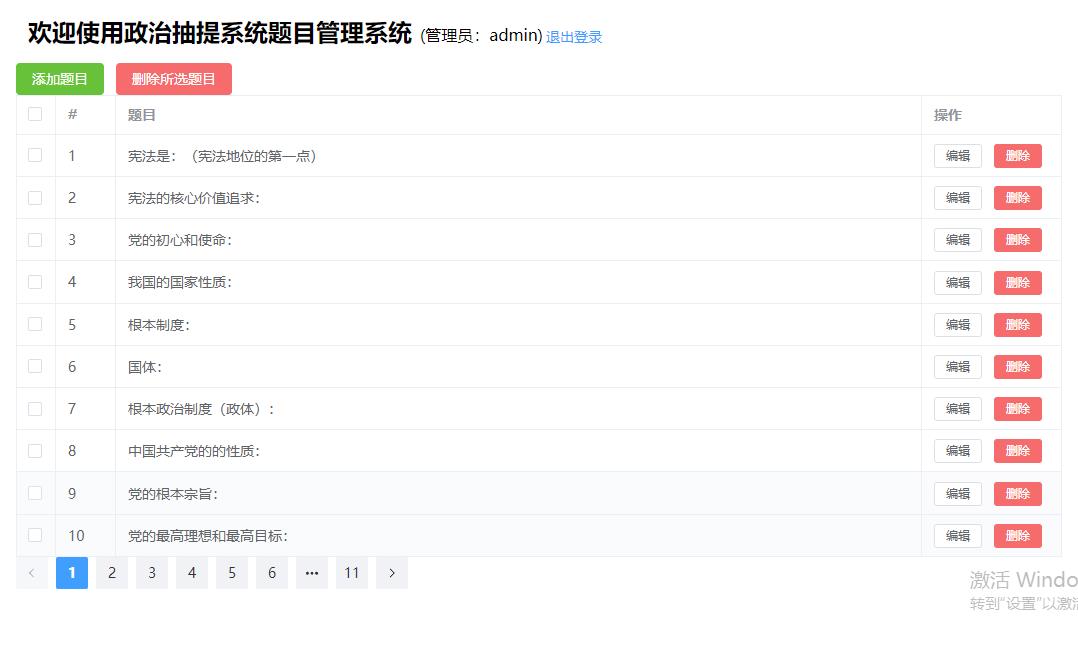 欢迎使用政治抽提系统题目管理系统 (管理员：admin) 退出登录
添加题目 删除所选题目
# 题目 操作
1 宪法是：（宪法地位的第一点） 编辑 删除
2 宪法的核心价值追求： 编辑 删除
3 党的初心和使命： 编辑 删除
4 我国的国家性质： 编辑 删除
5 根本制度： 编辑 删除
6 国体： 编辑 删除
7 根本政治制度（政体）： 编辑 删除
8 中国共产党的的性质： 编辑 删除
9 党的根本宗旨： 编辑 删除
10 党的最高理想和最高目标： 编辑 删除
< 1 2 3 4 5 6 ••• 11 >
激活 Windo
转到“设置”以激